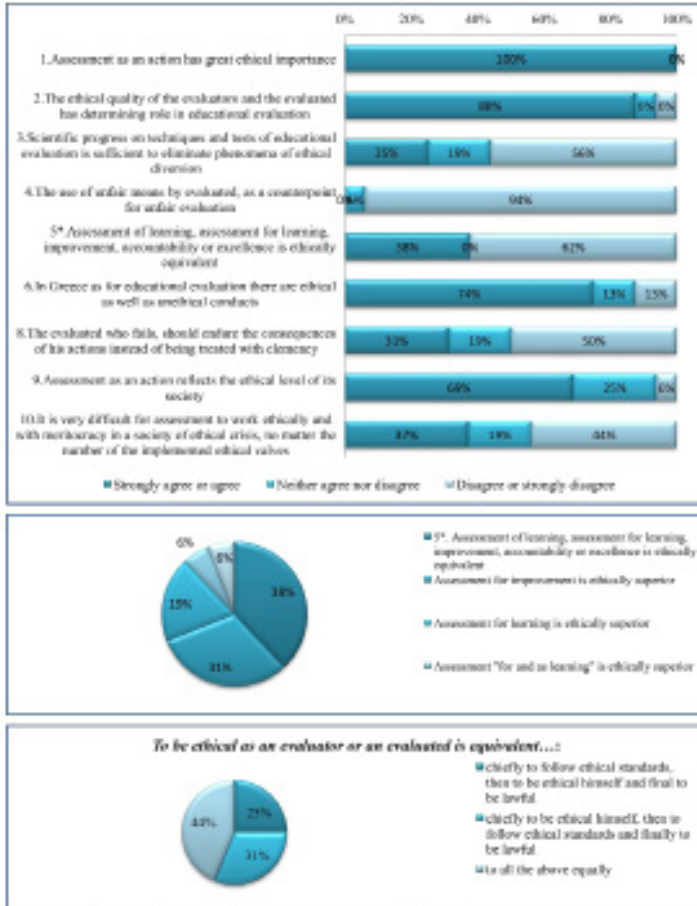 0% 20% 40% 60% 80% 100%
1.Assessment as an action has great ethical importance
100% 0%
2.The ethical quality of the evaluators and the evaluated
has determining role in educational evaluation
88% 6% 6%
3.Scientific progress on techniques and tests of educational
evaluation is sufficient to eliminate phenomena of ethical
diversion
25% 19% 56%
4.The use of unfair means by evaluated, as a counterpoint
for unfair evaluation
94%
5*.Assessment of learning, assessment for learning,
improvement, accountability or excellence is ethically
equivalent
38% 0% 62%
6.In Greece as for educational evaluation there are ethical
as well as unethical conducts
74% 13% 13%
8.The evaluated who fails, should endure the consequences
of his actions instead of being treated with clemency
31% 19% 50%
9.Assessment as an action reflects the ethical level of its
society
69% 25% 6%
10.It is very difficult for assessment to work ethically and
with meritocracy in a society of ethical crisis, no matter the
number of the implemented ethical valves
37% 19% 44%
Strongly agree or agree Neither agree nor disagree Disagree or strongly disagree
6%
6%
38%
19%
31%
5*. Assessment of learning, assessment for learning,
improvement, accountability or excellence is ethically
equivalent
Assessment for improvement is ethically superior
Assessment for learning is ethically superior
Assessment "for and as learning" is ethically superior
To be ethical as an evaluator or an evaluated is equivalent…:
44%
25%
31%
chiefly to follow ethical standards,
then to be ethical himself and final to
be lawful
chiefly to be ethical himself, then to
follow ethical standards and finally to
be lawful
to all the above equally